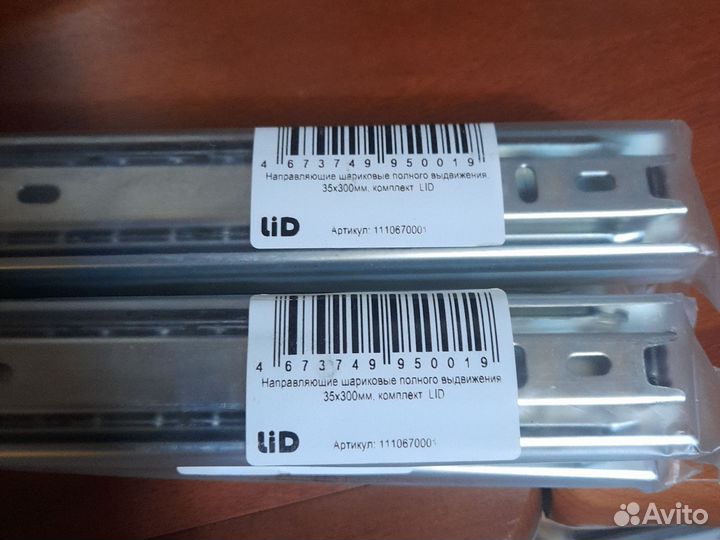 4 673749 950019
Направляющие шариковые полного выдвижения,
35х300мм, комплект LID
LiD
Артикул: 1110670001
4 673749 950019
Направляющие шариковые полного выдвижения
35х300мм, комплект LID
LiD
Артикул: 1110670001
Avito